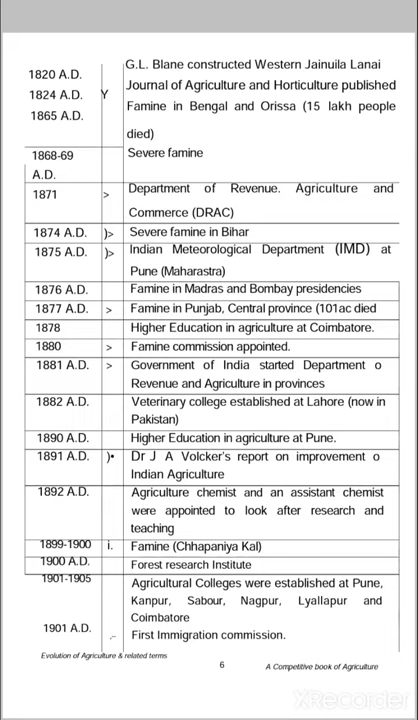 1820 A.D. G.L. Blane constructed Western Jainuila Lanai
1824 A.D. Y Journal of Agriculture and Horticulture published
1865 A.D. Famine in Bengal and Orissa (15 lakh people
died)
1868-69 Severe famine
A.D.
1871 > Department of Revenue. Agriculture and
Commerce (DRAC)
1874 A.D. )> Severe famine in Bihar
1875 A.D. )> Indian Meteorological Department (IMD) at
Pune (Maharastra)
1876 A.D. Famine in Madras and Bombay presidencies
1877 A.D. > Famine in Punjab, Central province (101ac died
1878 Higher Education in agriculture at Coimbatore.
1880 > Famine commission appointed.
1881 A.D. > Government of India started Department o
Revenue and Agriculture in provinces
1882 A.D. Veterinary college established at Lahore (now in
Pakistan)
1890 A.D. Higher Education in agriculture at Pune.
1891 A.D. )• Dr J A Volcker's report on improvement o
Indian Agriculture
1892 A.D. Agriculture chemist and an assistant chemist
were appointed to look after research and
teaching
1899-1900 i. Famine (Chhapaniya Kal)
1900 A.D. Forest research Institute
1901-1905 Agricultural Colleges were established at Pune,
Kanpur, Sabour, Nagpur, Lyallapur and
Coimbatore
1901 A.D. .- First Immigration commission.
Evolution of Agriculture & related terms
6 A Competitive book of Agriculture
XRecorder